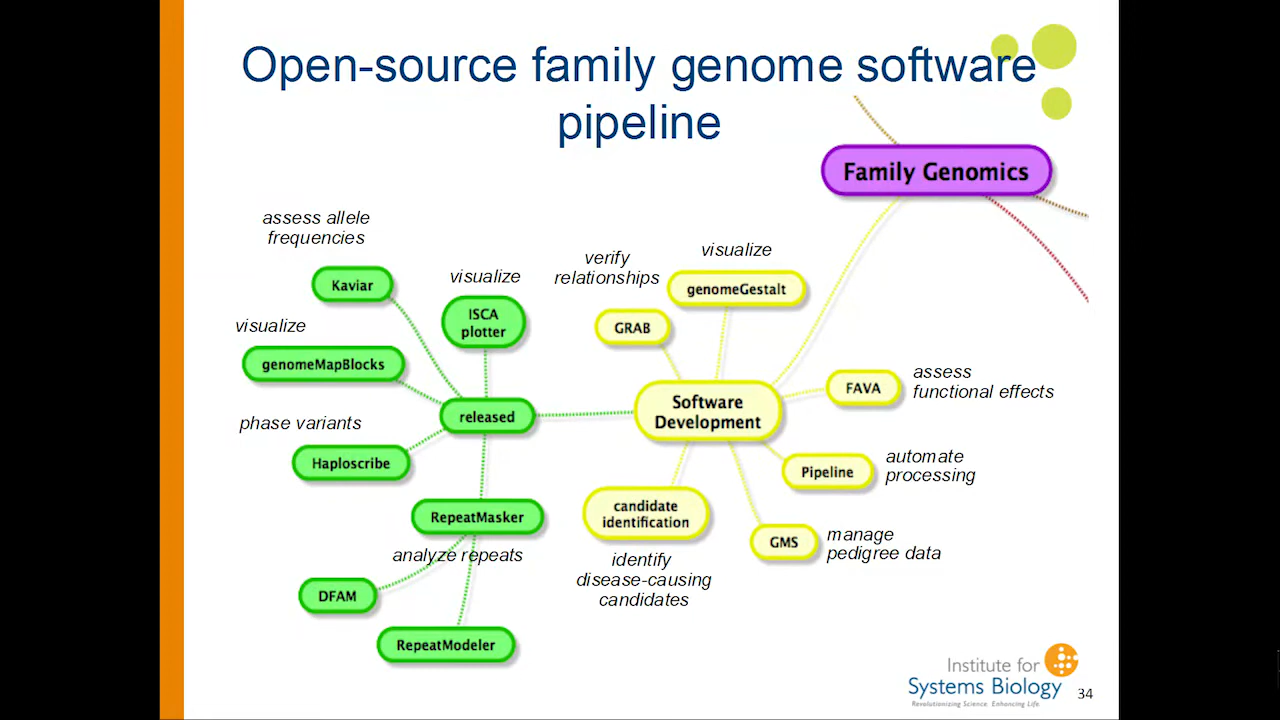 Open-source family genome software
pipeline
Family Genomics
assess allele
frequencies
Kaviar
visualize
ISCA
plotter
verify
relationships
visualize
genomeGestalt
GRAB
visualize
genomeMapBlocks
released
Software
Development
FAVA
assess
functional effects
phase variants
Haploscribe
Pipeline
automate
processing
RepeatMasker
analyze repeats
candidate
identification
identify
disease-causing
candidates
GMS
manage
pedigree data
DFAM
RepeatModeler
Institute for
Systems Biology
Revolutionizing Science. Enhancing Life.
34